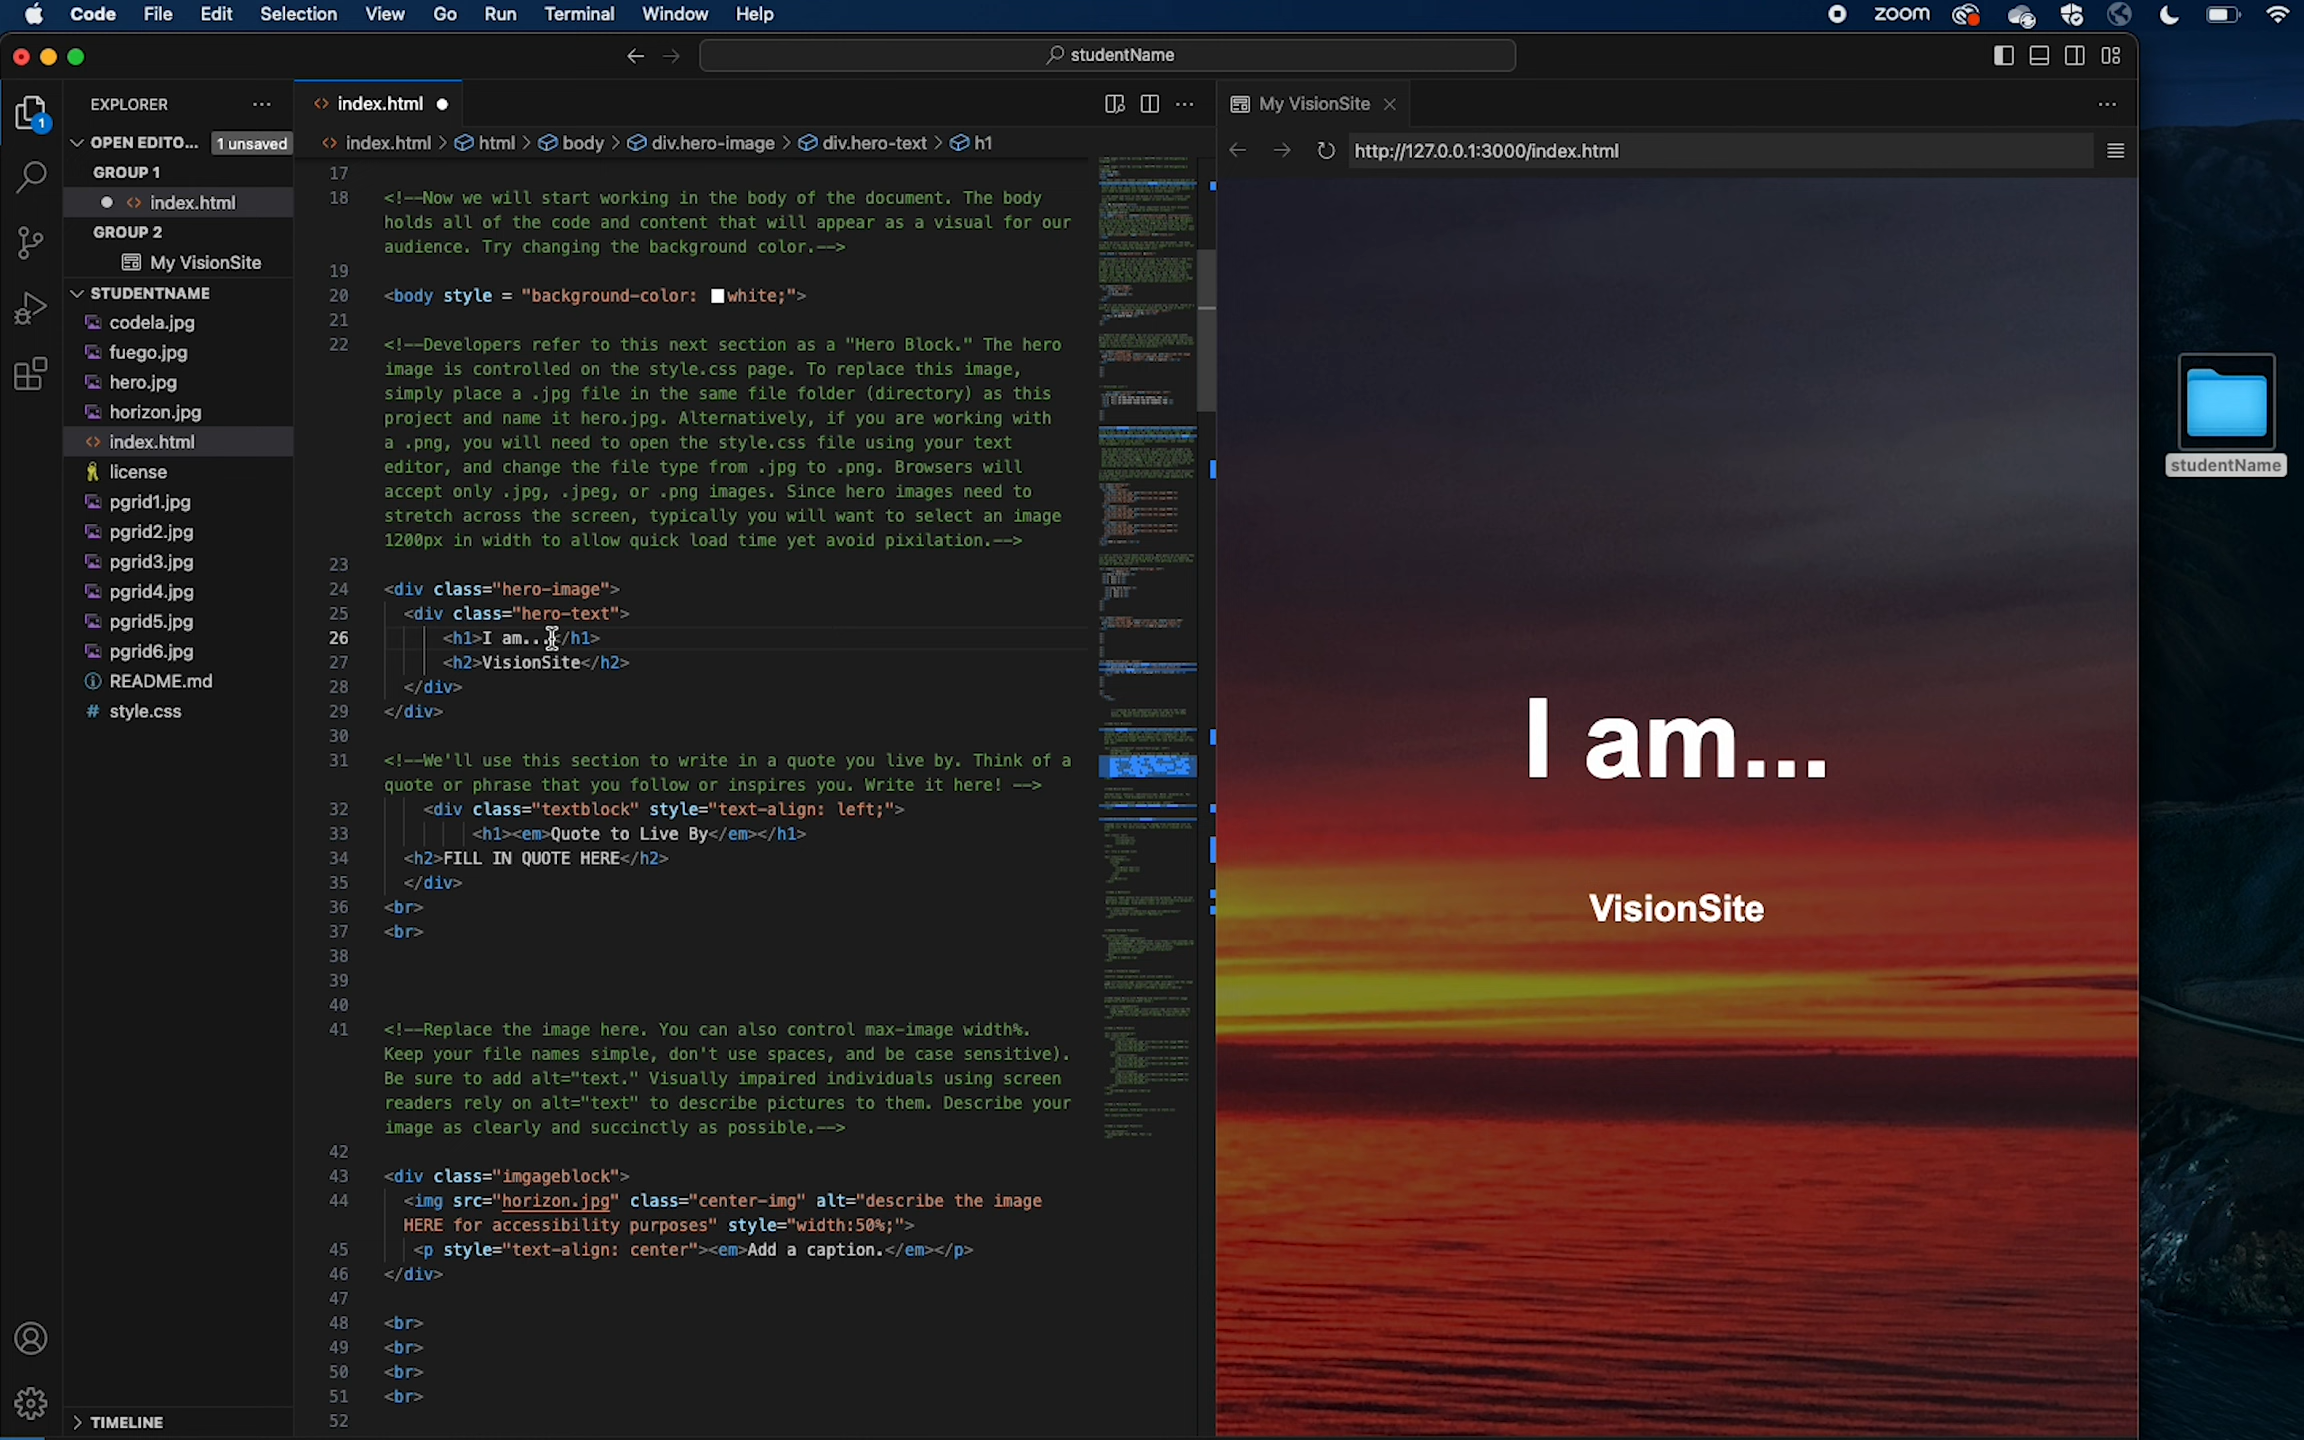 Code File Edit Selection View Go Run Terminal Window Help
zoom
studentName
EXPLORER
OPEN EDITO... 1 unsaved
GROUP 1
index.html
GROUP 2
My VisionSite
STUDENTNAME
codela.jpg
fuego.jpg
hero.jpg
horizon.jpg
index.html
license
pgrid1.jpg
pgrid2.jpg
pgrid3.jpg
pgrid4.jpg
pgrid5.jpg
pgrid6.jpg
README.md
style.css
TIMELINE
index.html
index.html > html > body > div.hero-image > div.hero-text > h1
17
18 <!--Now we will start working in the body of the document. The body
holds all of the code and content that will appear as a visual for our
audience. Try changing the background color.-->
19
20 <body style = "background-color: white;">
21
22 <!--Developers refer to this next section as a "Hero Block." The hero
image is controlled on the style.css page. To replace this image,
simply place a .jpg file in the same file folder (directory) as this
project and name it hero.jpg. Alternatively, if you are working with
a .png, you will need to open the style.css file using your text
editor, and change the file type from .jpg to .png. Browsers will
accept only .jpg, .jpeg, or .png images. Since hero images need to
stretch across the screen, typically you will want to select an image
1200px in width to allow quick load time yet avoid pixilation.-->
23
24 <div class="hero-image">
25 <div class="hero-text">
26 <h1>I am...</h1>
27 <h2>VisionSite</h2>
28 </div>
29 </div>
30
31 <!--We'll use this section to write in a quote you live by. Think of a
quote or phrase that you follow or inspires you. Write it here! -->
32 <div class="textblock" style="text-align: left;">
33 <h1><em>Quote to Live By</em></h1>
34 <h2>FILL IN QUOTE HERE</h2>
35 </div>
36 <br>
37 <br>
38
39
40
41 <!--Replace the image here. You can also control max-image width%.
Keep your file names simple, don't use spaces, and be case sensitive).
Be sure to add alt="text." Visually impaired individuals using screen
readers rely on alt="text" to describe pictures to them. Describe your
image as clearly and succinctly as possible.-->
42
43 <div class="imgageblock">
44 <img src="horizon.jpg" class="center-img" alt="describe the image
HERE for accessibility purposes" style="width:50%;">
45 <p style="text-align: center"><em>Add a caption.</em></p>
46 </div>
47
48 <br>
49 <br>
50 <br>
51 <br>
52
My VisionSite
http://127.0.0.1:3000/index.html
I am...
VisionSite
studentName